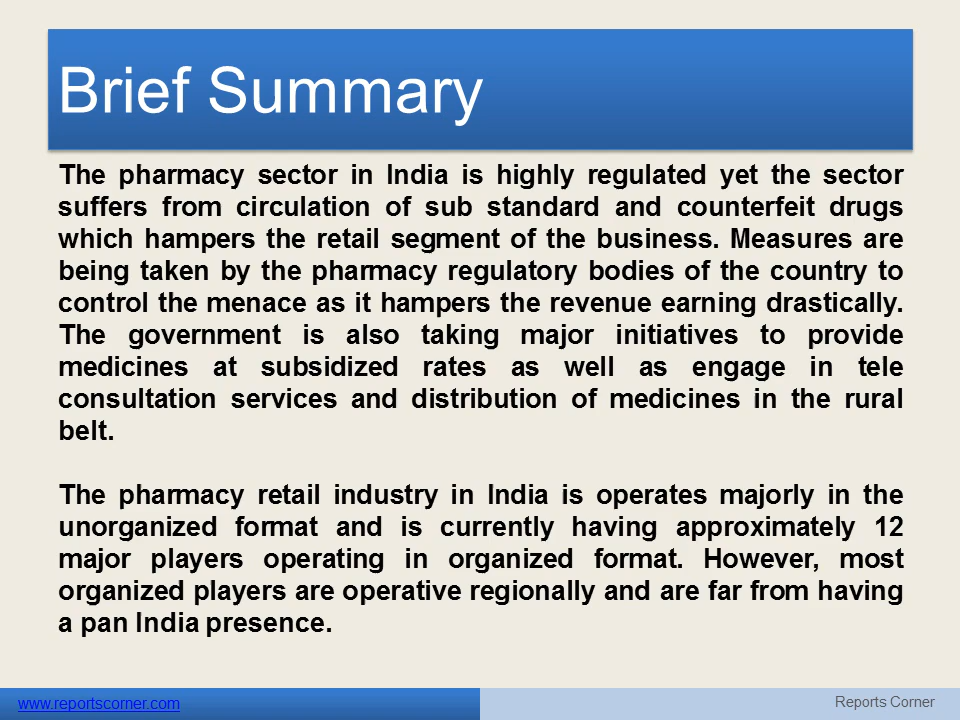 Brief Summary
The pharmacy sector in India is highly regulated yet the sector
suffers from circulation of sub standard and counterfeit drugs
which hampers the retail segment of the business. Measures are
being taken by the pharmacy regulatory bodies of the country to
control the menace as it hampers the revenue earning drastically.
The government is also taking major initiatives to provide
medicines at subsidized rates as well as engage in tele
consultation services and distribution of medicines in the rural
belt.
The pharmacy retail industry in India is operates majorly in the
unorganized format and is currently having approximately 12
major players operating in organized format. However, most
organized players are operative regionally and are far from having
a pan India presence.
www.reportscorner.com
Reports Corner